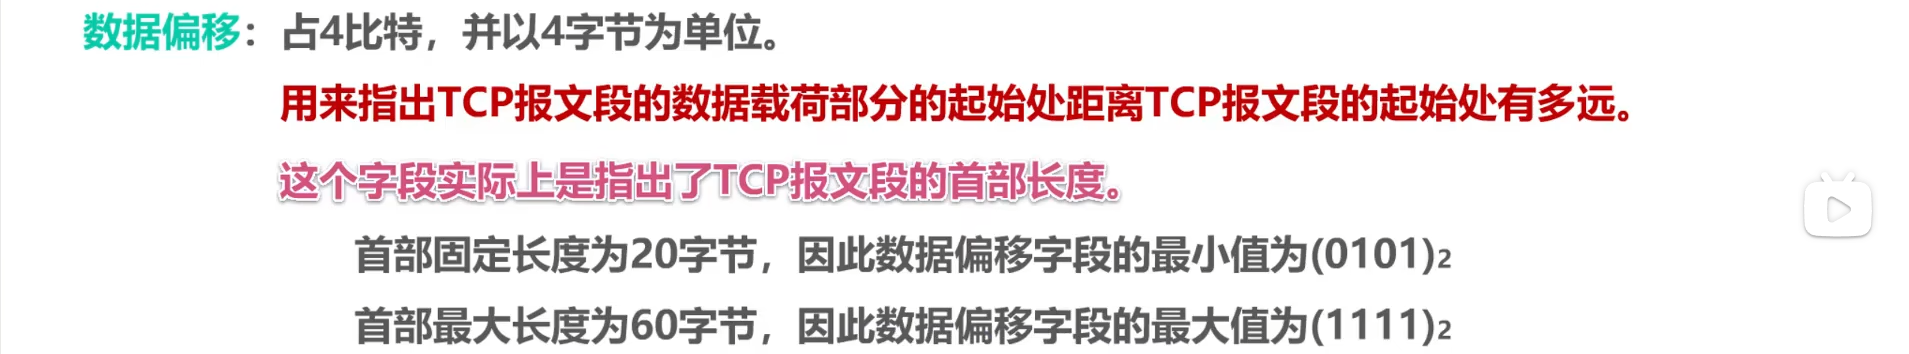 数据偏移：占4比特，并以4字节为单位。
用来指出TCP报文段的数据载荷部分的起始处距离TCP报文段的起始处有多远。
这个字段实际上是指出了TCP报文段的首部长度。
首部固定长度为20字节，因此数据偏移字段的最小值为(0101)₂
首部最大长度为60字节，因此数据偏移字段的最大值为(1111)₂